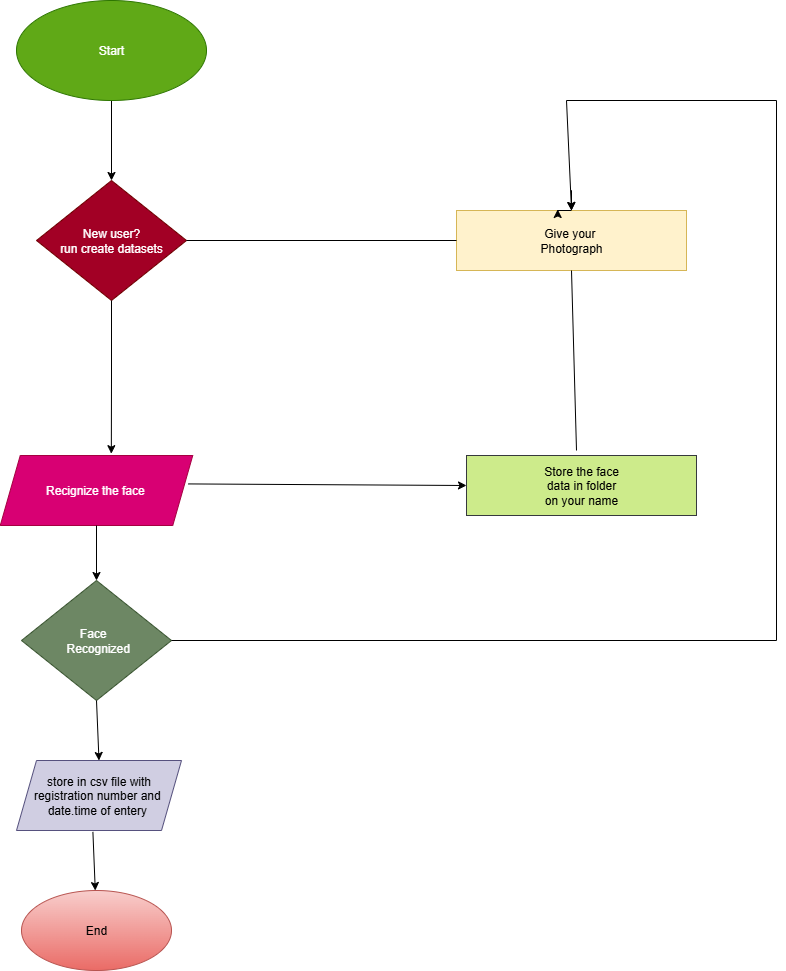 Start
New user?
run create datasets
Give your
Photograph
Recignize the face
Store the face
data in folder
on your name
Face
Recognized
store in csv file with
registration number and
date.time of entery
End